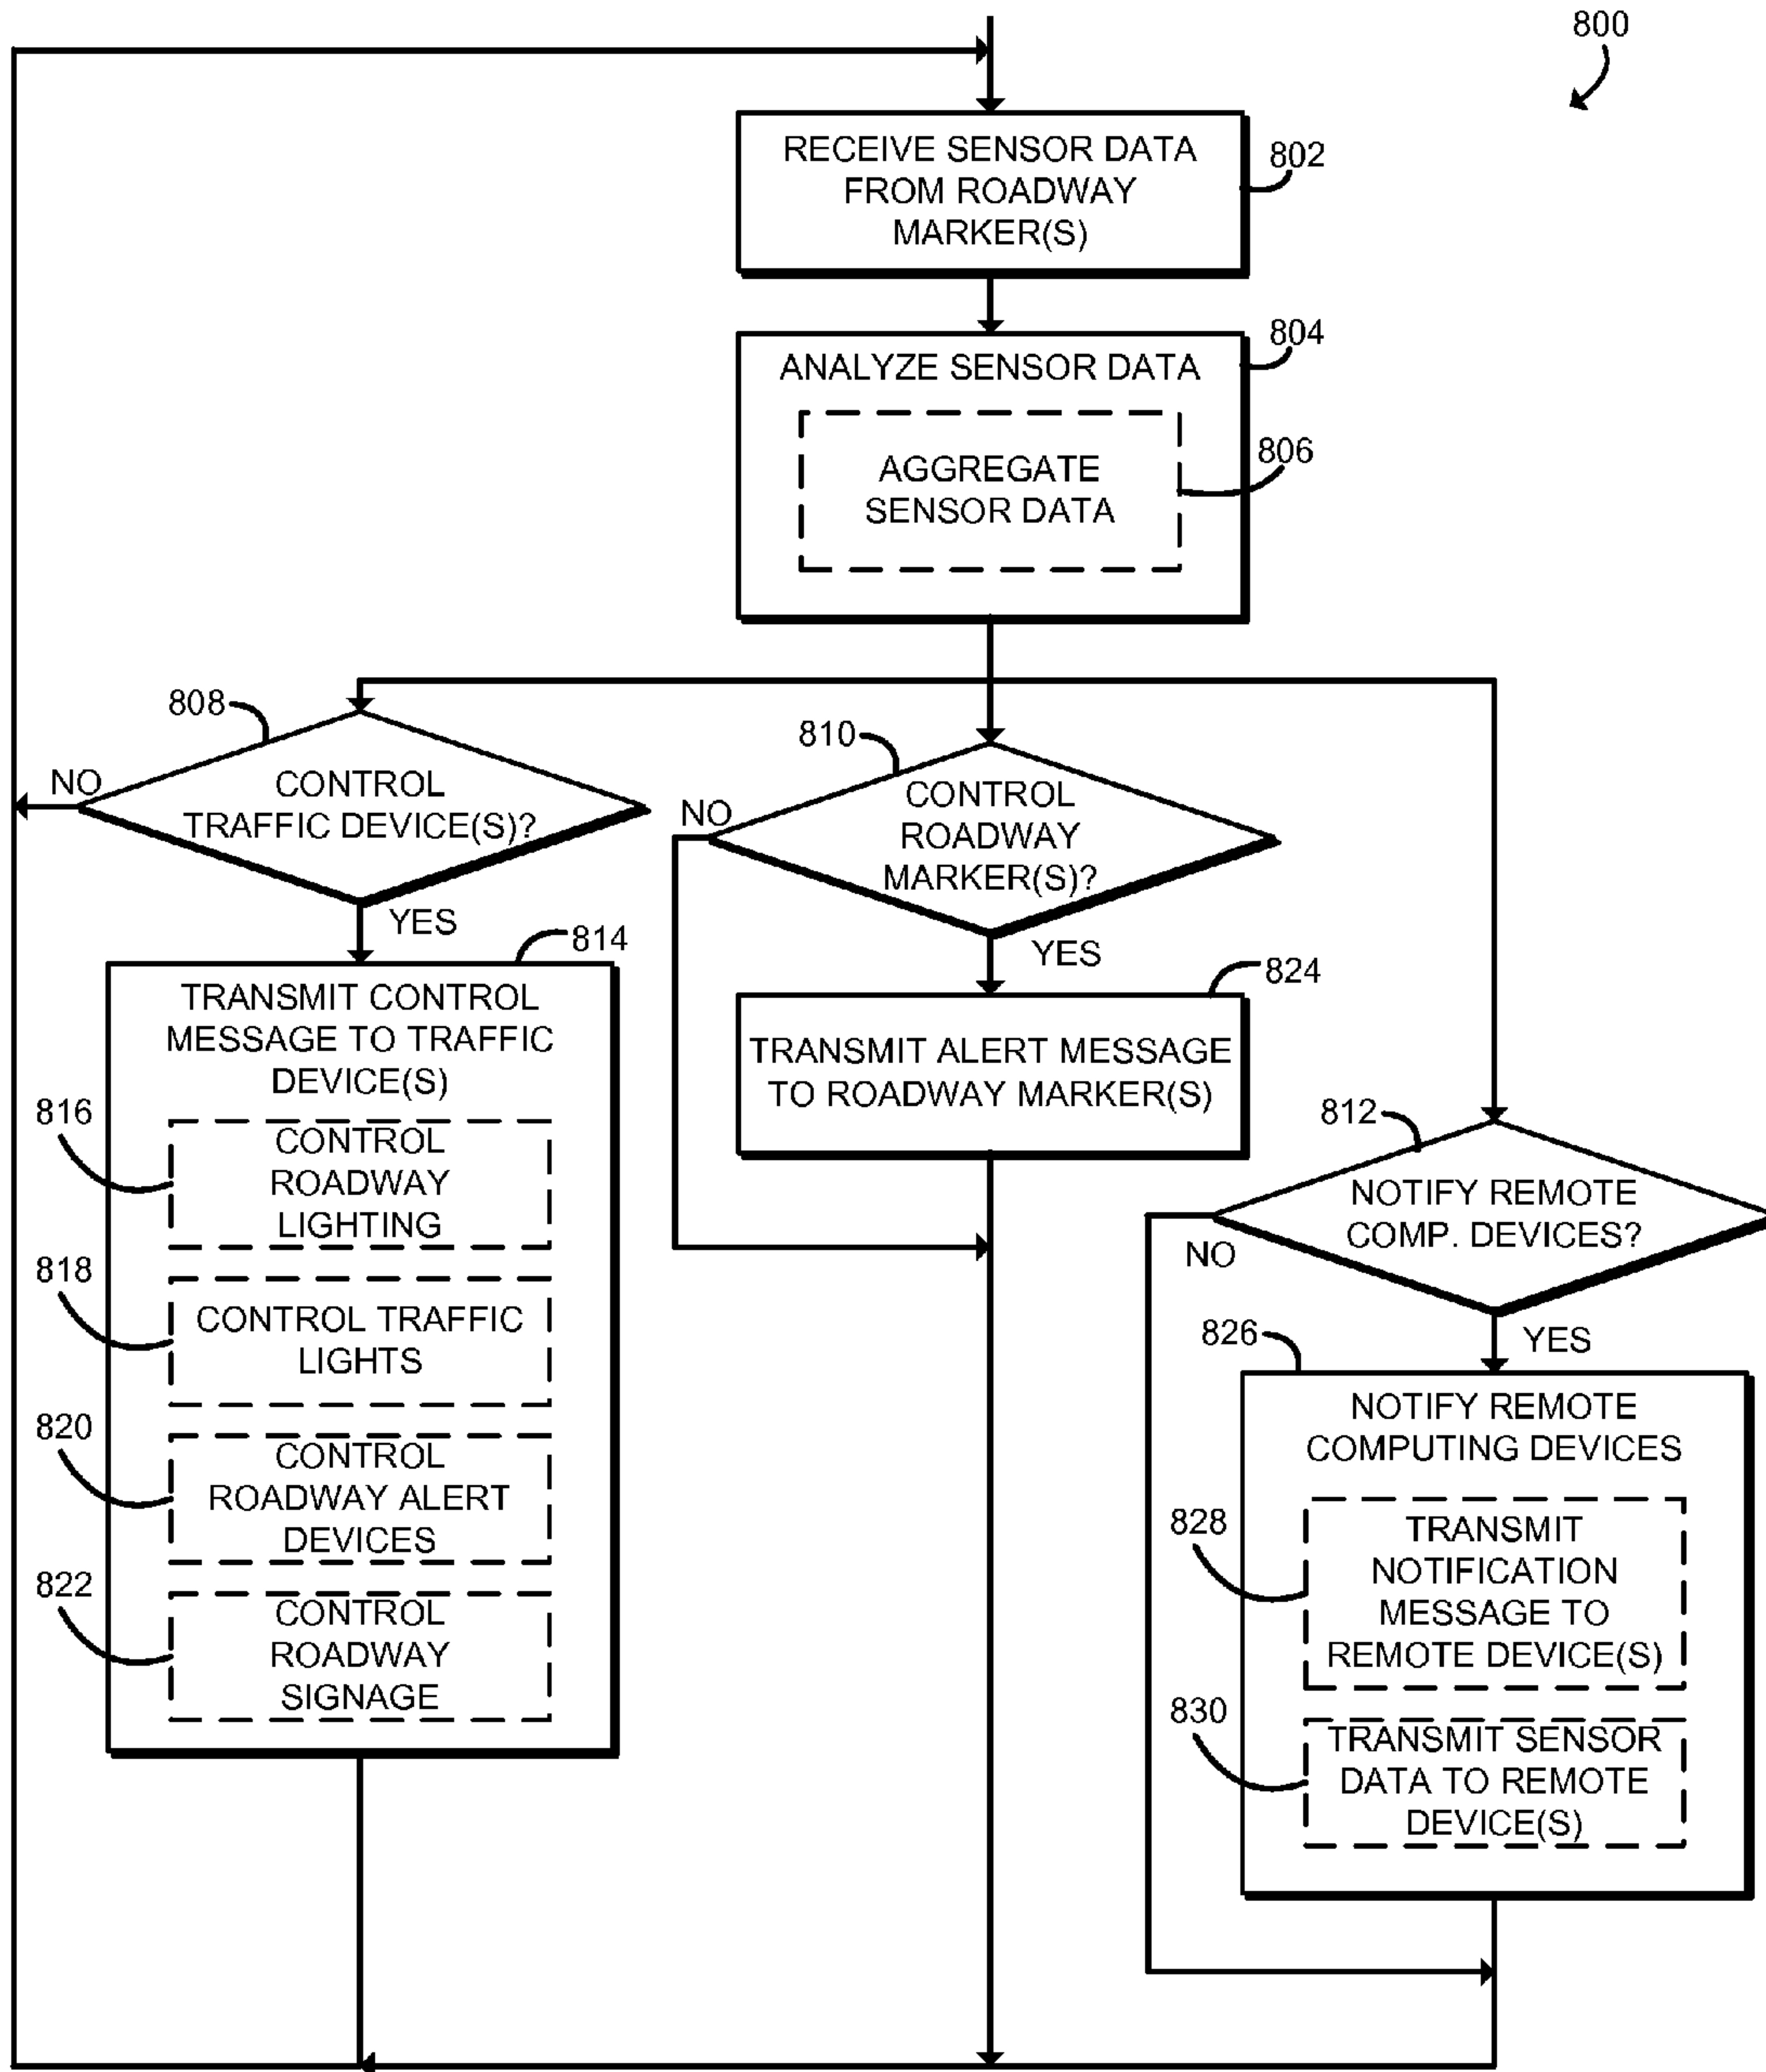 800
RECEIVE SENSOR DATA
FROM ROADWAY
MARKER(S)
802
ANALYZE SENSOR DATA
804
AGGREGATE
SENSOR DATA
806
808
NO
CONTROL
TRAFFIC DEVICE(S)?
YES
810
NO
CONTROL
ROADWAY
MARKER(S)?
YES
814
TRANSMIT CONTROL
MESSAGE TO TRAFFIC
DEVICE(S)
816
CONTROL
ROADWAY
LIGHTING
818
CONTROL TRAFFIC
LIGHTS
820
CONTROL
ROADWAY ALERT
DEVICES
822
CONTROL
ROADWAY
SIGNAGE
824
TRANSMIT ALERT MESSAGE
TO ROADWAY MARKER(S)
812
NOTIFY REMOTE
COMP. DEVICES?
NO
YES
826
NOTIFY REMOTE
COMPUTING DEVICES
828
TRANSMIT
NOTIFICATION
MESSAGE TO
REMOTE DEVICE(S)
830
TRANSMIT SENSOR
DATA TO REMOTE
DEVICE(S)